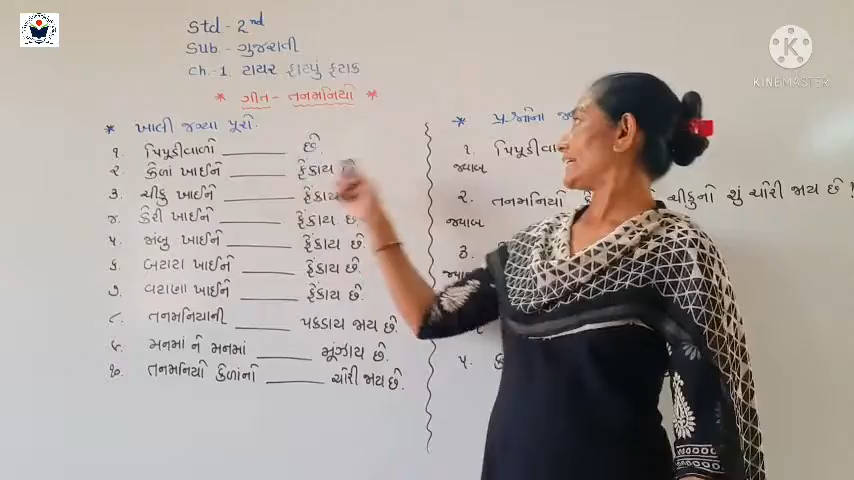 Std - 2nd
Sub - ગુજરાતી
Ch-1. ટાયર ફાટ્યું ફટાક
* ગીત - તનમનિયો *
* ખાલી જગ્યા પૂરો.
૧. પિપૂડીવાળો ______ છે.
૨. કેળાં ખાઈને ______ ફેંકાય છે.
૩. ચીકુ ખાઈને ______ ફેંકાય
૪. કેરી ખાઈને ______ ફેંકાય છે.
૫. જાંબુ ખાઈને ______ ફેંકાય છે.
૬. બટાટા ખાઈને ______ ફેંકાય છે.
૭. વટાણા ખાઈને ______ ફેંકાય છે.
૮. તનમનિયાની ______ પકડાય જાય છે.
૯. મનમાં ને મનમાં ______ મૂંઝાય છે.
૧૦. તનમનિયો કેળાંનો ______ ચોરી જાય છે.
* પ્રશ્નોના
૧. પિપૂડીવા
જવાબ
૨. તનમનિયો ચીકુનો શું ચોરી જાય છે ?
જવાબ
૩.
જવાબ
૫.
KINEMASTER